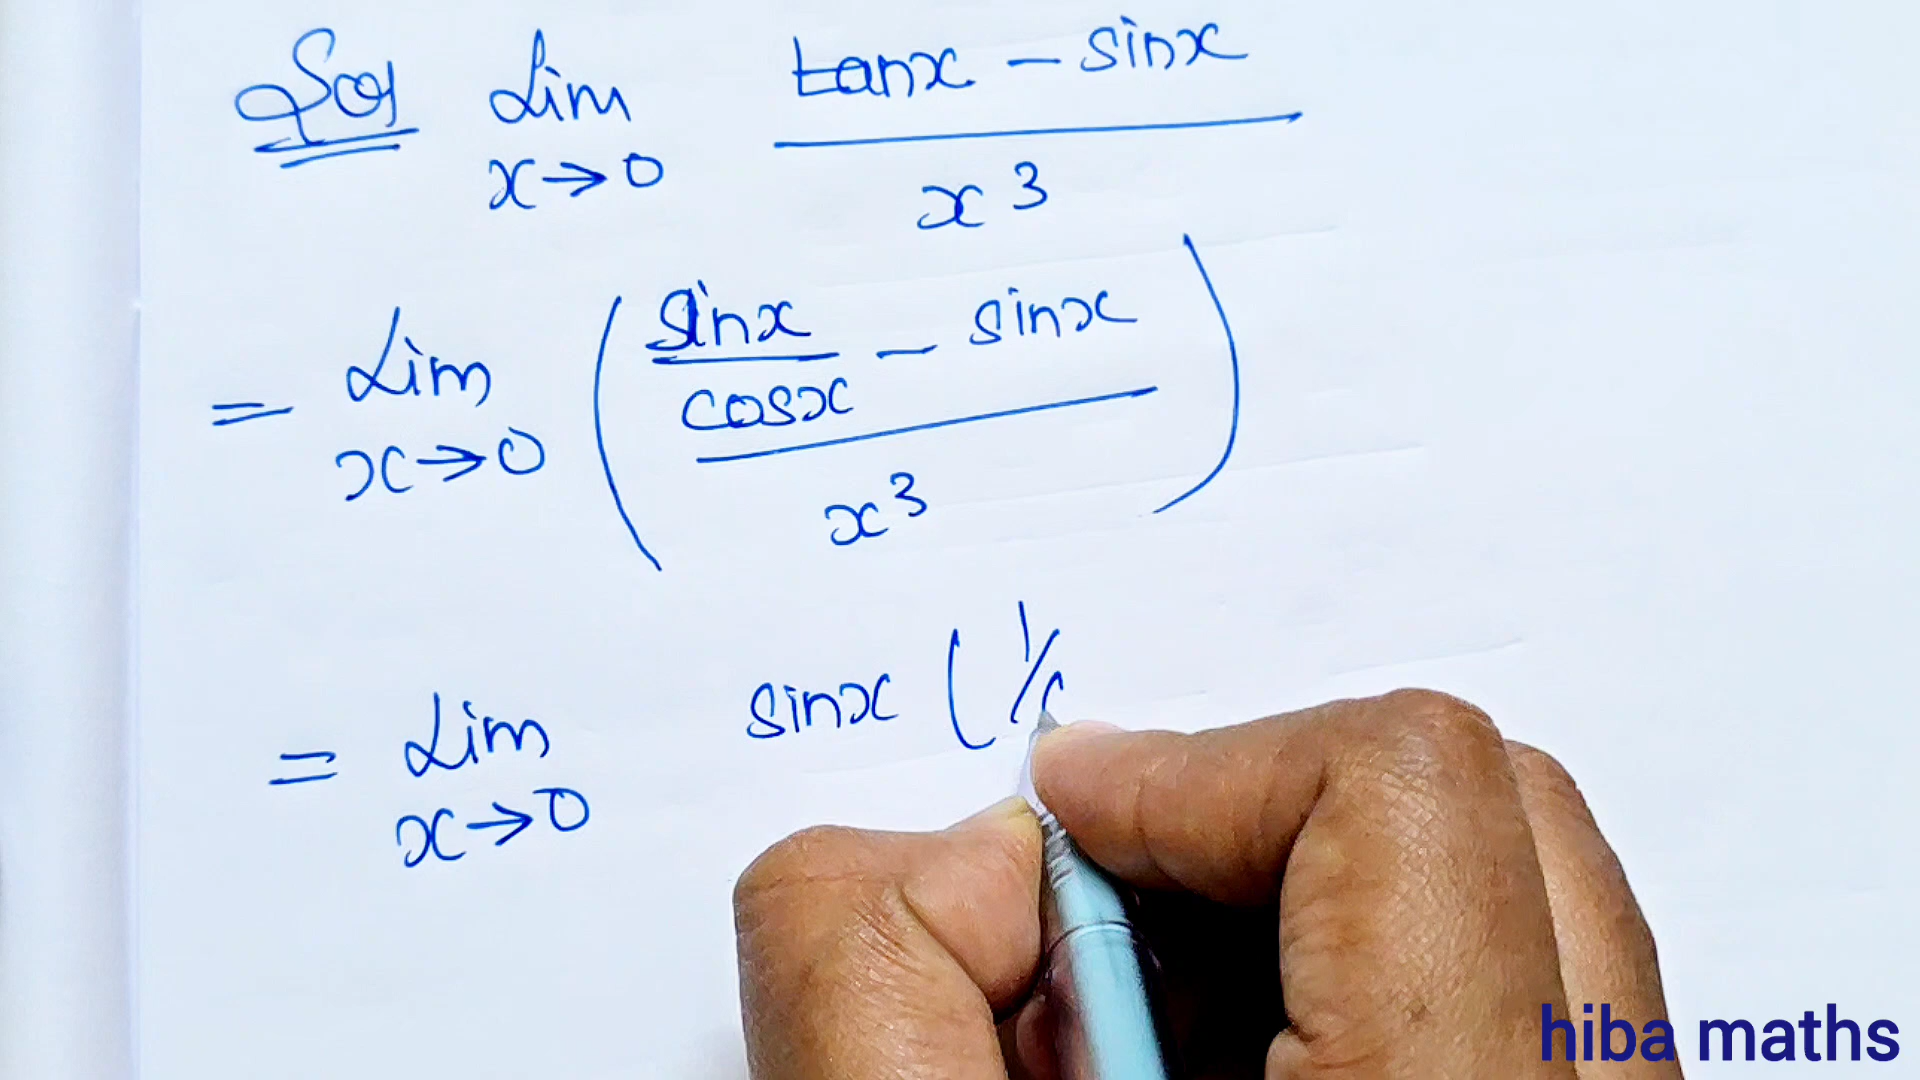 Sol Lim x→0 (tanx - sinx)/x³
= Lim x→0 ((sinx/cosx - sinx)/x³)
= Lim x→0 sinx (1/c
hiba maths